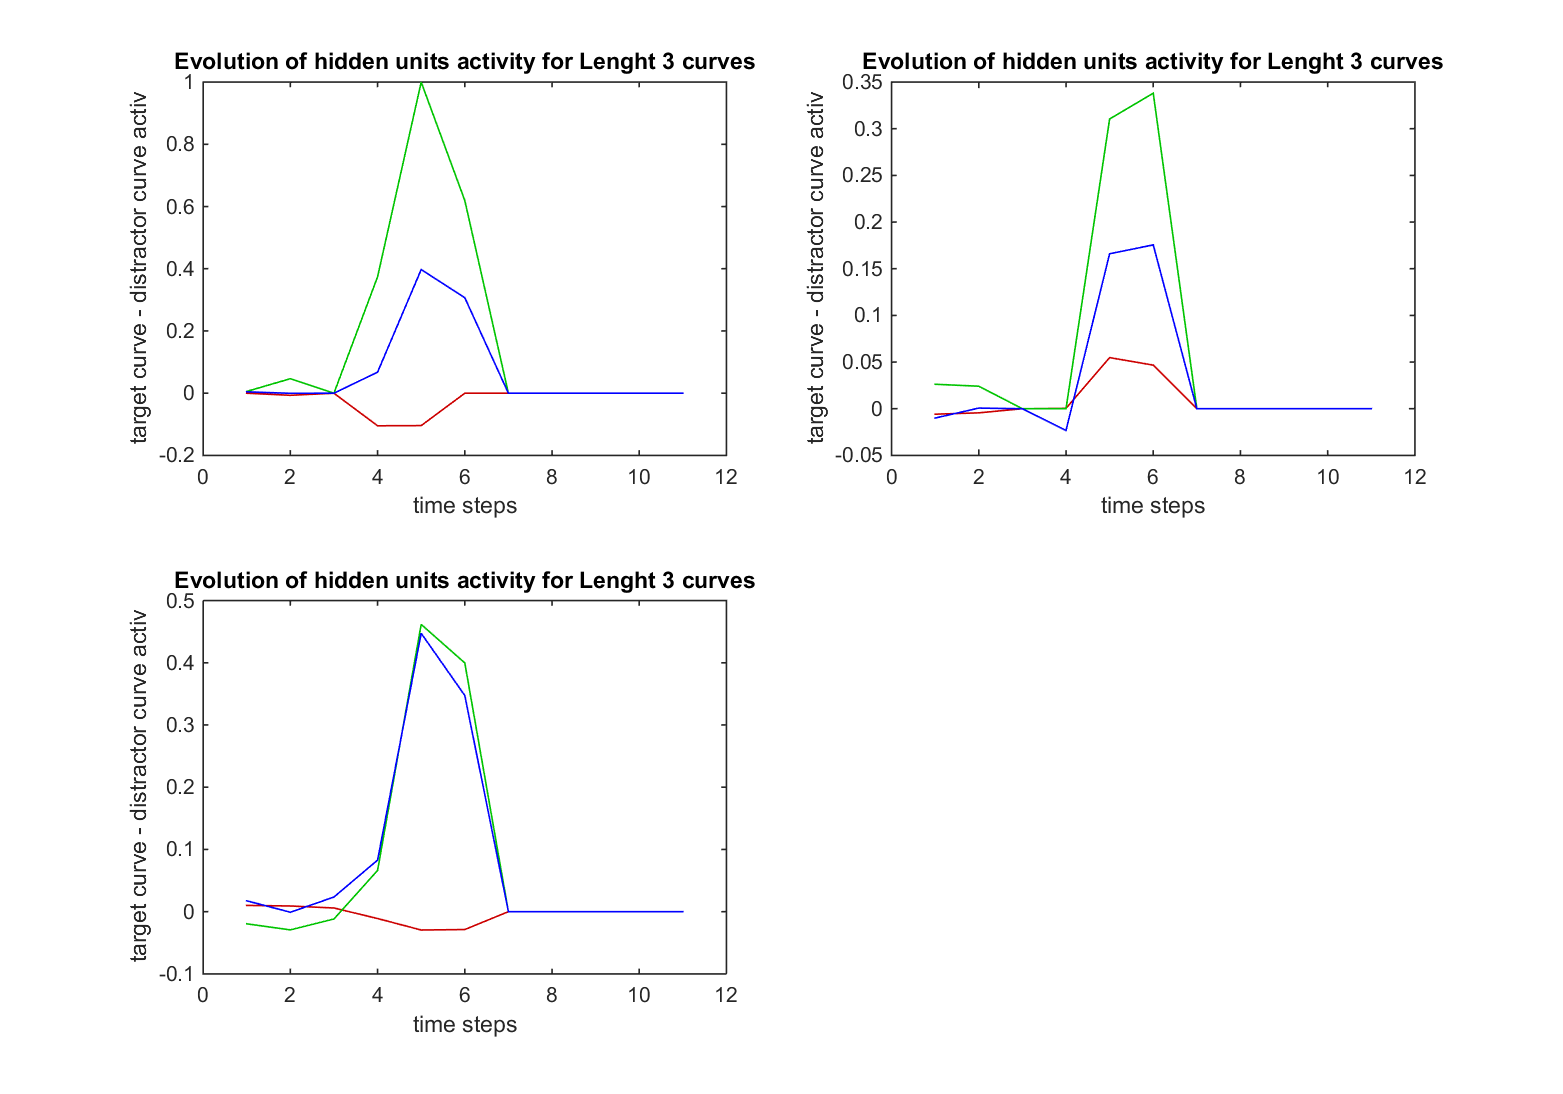 Evolution of hidden units activity for Lenght 3 curves
target curve - distractor curve activ
1
0.8
0.6
0.4
0.2
0
-0.2
0 2 4 6 8 10 12
time steps
Evolution of hidden units activity for Lenght 3 curves
target curve - distractor curve activ
0.35
0.3
0.25
0.2
0.15
0.1
0.05
0
-0.05
0 2 4 6 8 10 12
time steps
Evolution of hidden units activity for Lenght 3 curves
target curve - distractor curve activ
0.5
0.4
0.3
0.2
0.1
0
-0.1
0 2 4 6 8 10 12
time steps